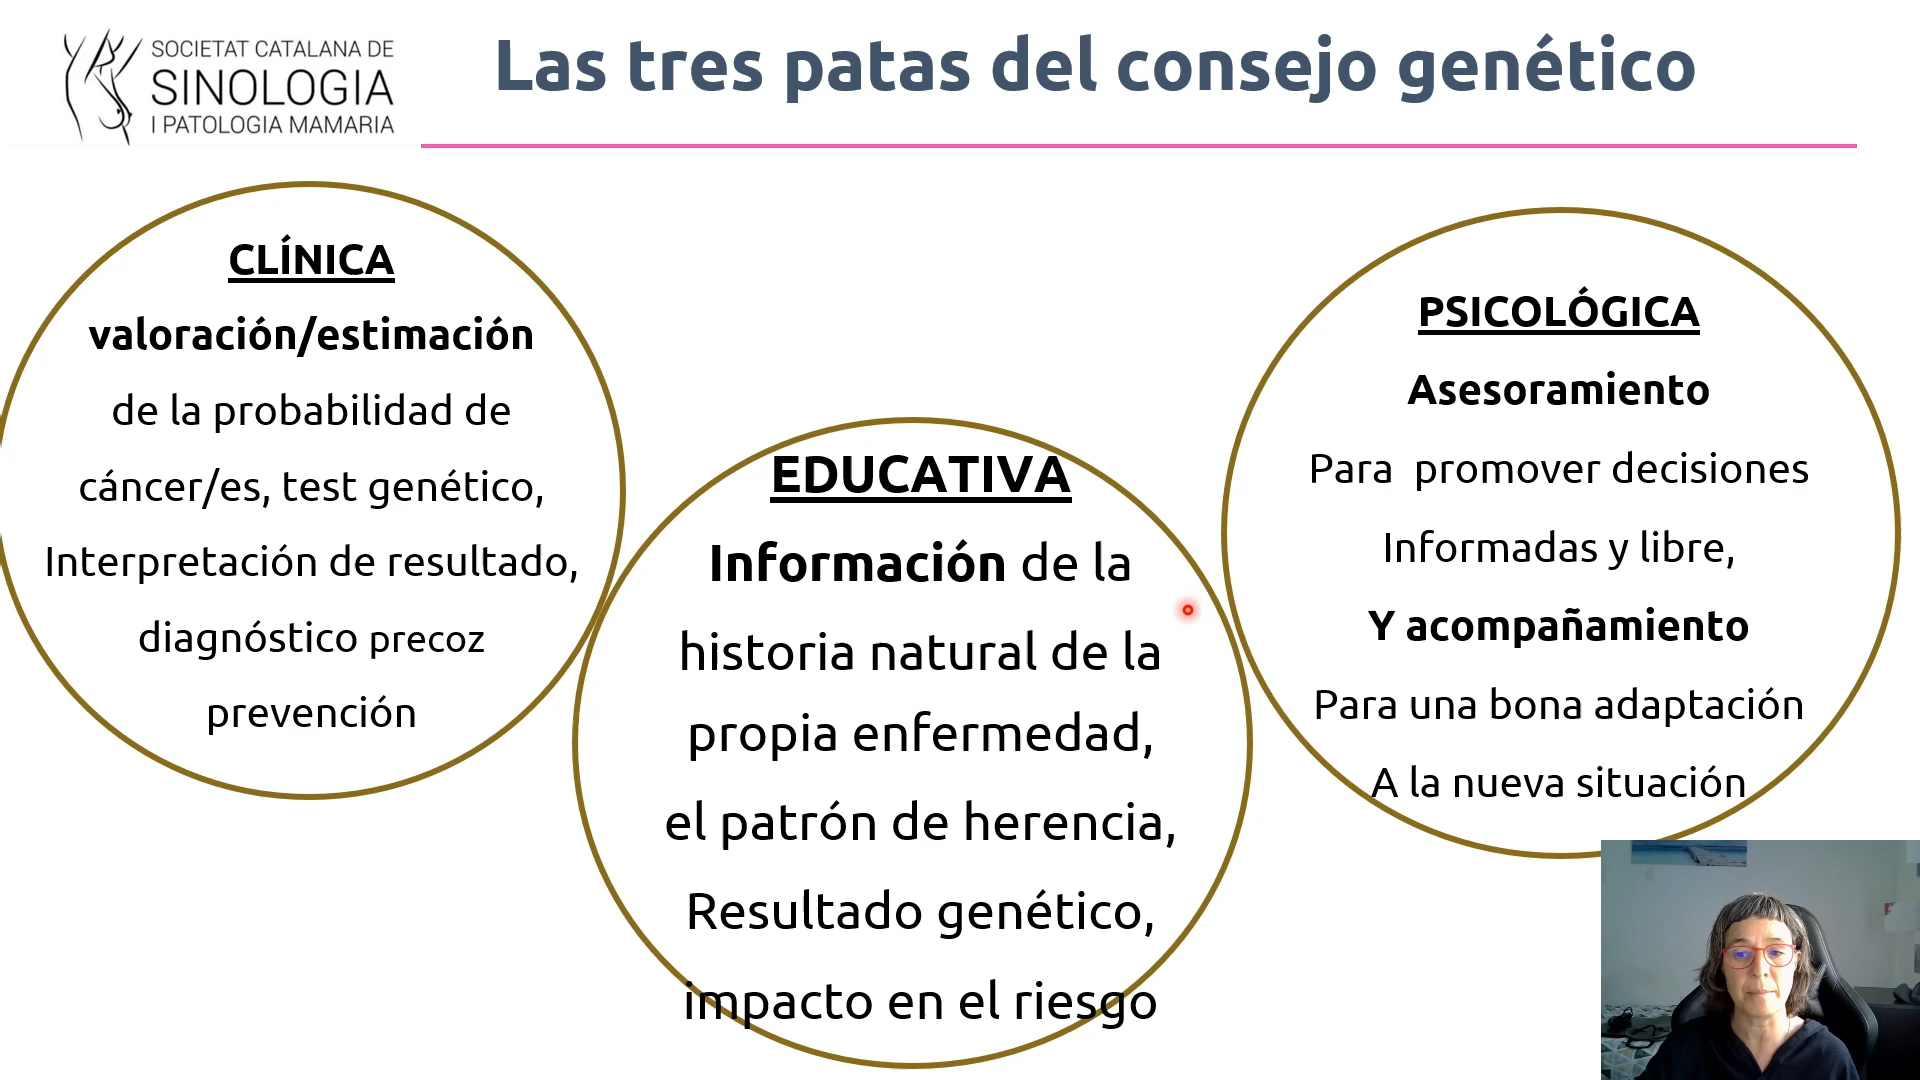 SOCIETAT CATALANA DE
SINOLOGIA
I PATOLOGIA MAMARIA
Las tres patas del consejo genético
CLÍNICA
valoración/estimación
de la probabilidad de
cáncer/es, test genético,
Interpretación de resultado,
diagnóstico precoz
prevención
EDUCATIVA
Información de la
historia natural de la
propia enfermedad,
el patrón de herencia,
Resultado genético,
impacto en el riesgo
PSICOLÓGICA
Asesoramiento
Para promover decisiones
Informadas y libre,
Y acompañamiento
Para una bona adaptación
A la nueva situación